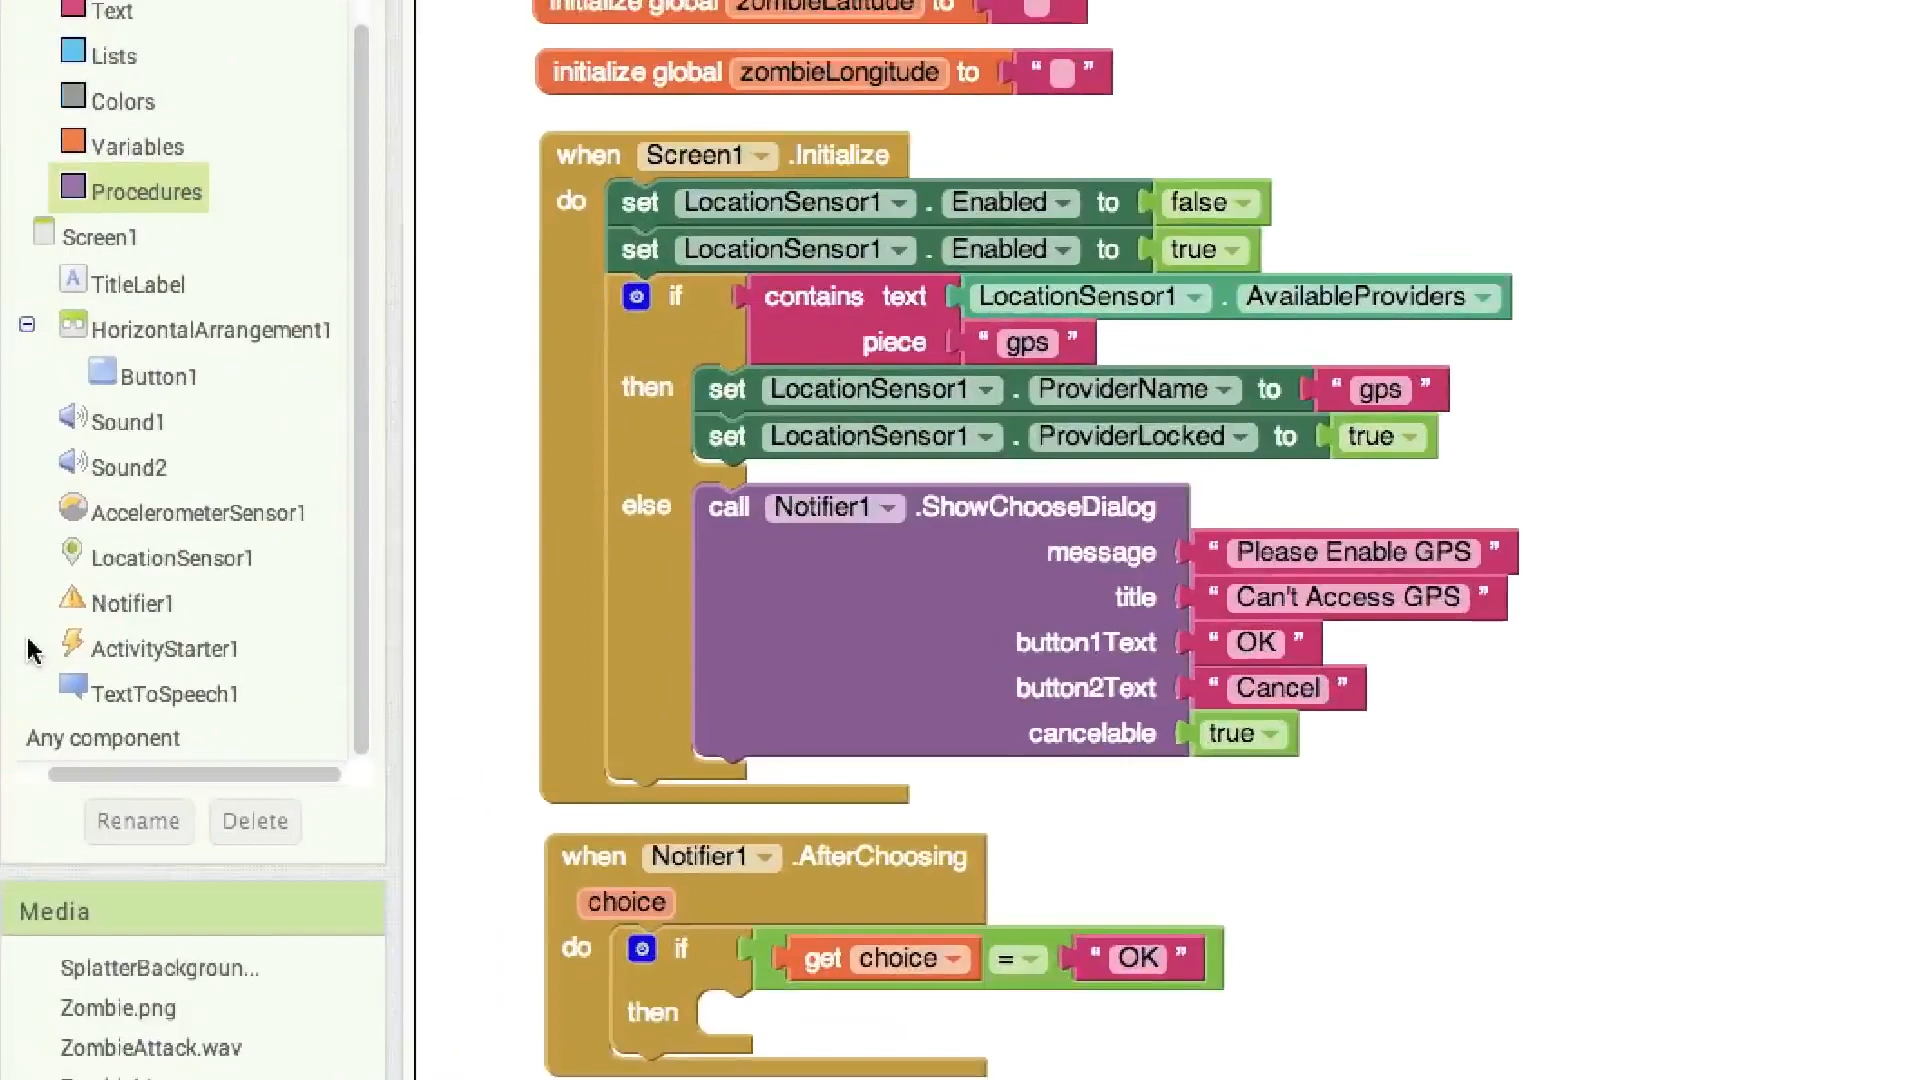 Text
Lists
Colors
Variables
Procedures
Screen1
TitleLabel
HorizontalArrangement1
Button1
Sound1
Sound2
AccelerometerSensor1
LocationSensor1
Notifier1
ActivityStarter1
TextToSpeech1
Any component
Rename Delete
Media
SplatterBackgroun...
Zombie.png
ZombieAttack.wav
initialize global zombieLatitude to
initialize global zombieLongitude to “ ”
when Screen1 .Initialize
do set LocationSensor1 . Enabled to false
set LocationSensor1 . Enabled to true
if contains text LocationSensor1 . AvailableProviders
piece “ gps ”
then set LocationSensor1 . ProviderName to “ gps ”
set LocationSensor1 . ProviderLocked to true
else call Notifier1 .ShowChooseDialog
message “ Please Enable GPS ”
title “ Can't Access GPS ”
button1Text “ OK ”
button2Text “ Cancel ”
cancelable true
when Notifier1 .AfterChoosing
choice
do if get choice = “ OK ”
then